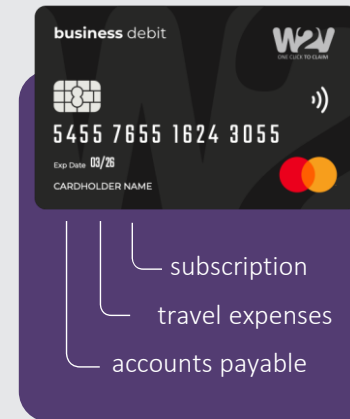 business debit
W2V
ONE CLICK TO CLAIM
5455 7655 1624 3055
Exp Date 03/26
CARDHOLDER NAME
subscription
travel expenses
accounts payable